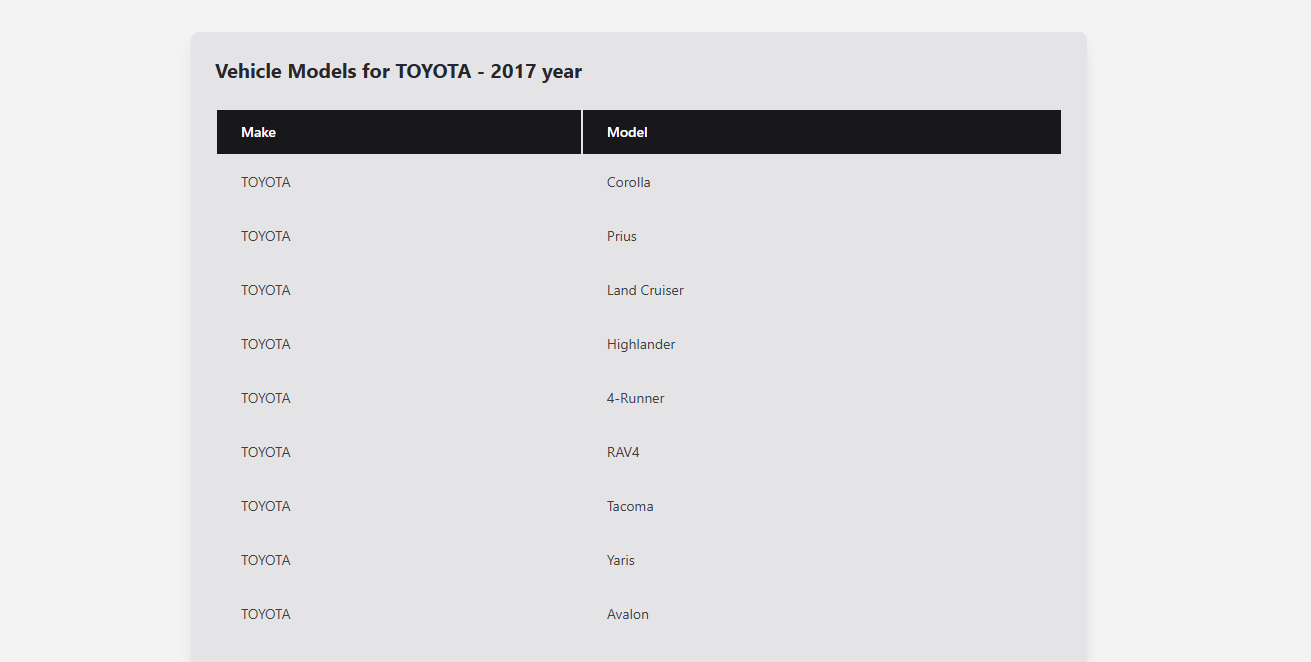 Vehicle Models for TOYOTA - 2017 year
Make Model
TOYOTA Corolla
TOYOTA Prius
TOYOTA Land Cruiser
TOYOTA Highlander
TOYOTA 4-Runner
TOYOTA RAV4
TOYOTA Tacoma
TOYOTA Yaris
TOYOTA Avalon